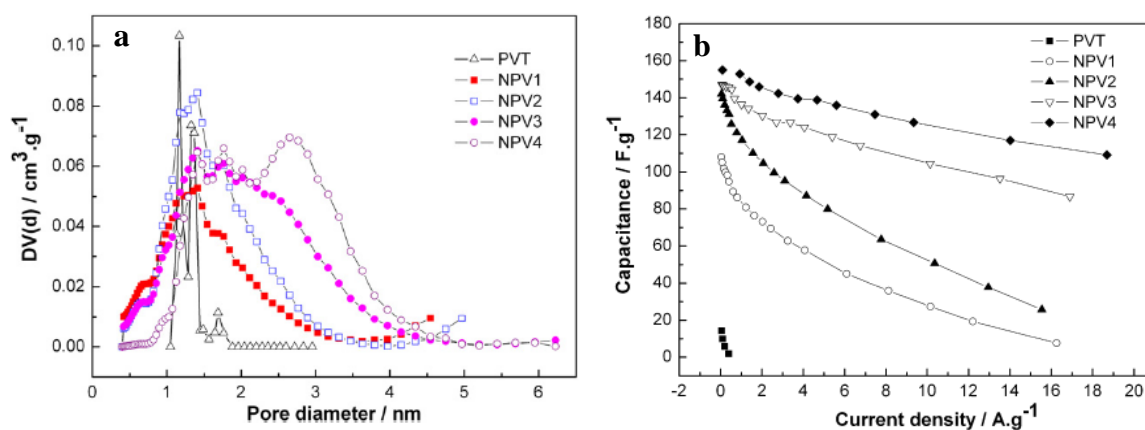 a
PVT
NPV1
NPV2
NPV3
NPV4
0.10
0.08
0.06
0.04
0.02
0.00
DV(d) / cm³.g⁻¹
0 1 2 3 4 5 6
Pore diameter / nm
b
PVT
NPV1
NPV2
NPV3
NPV4
180
160
140
120
100
80
60
40
20
0
Capacitance / F.g⁻¹
-2 0 2 4 6 8 10 12 14 16 18 20
Current density / A.g⁻¹